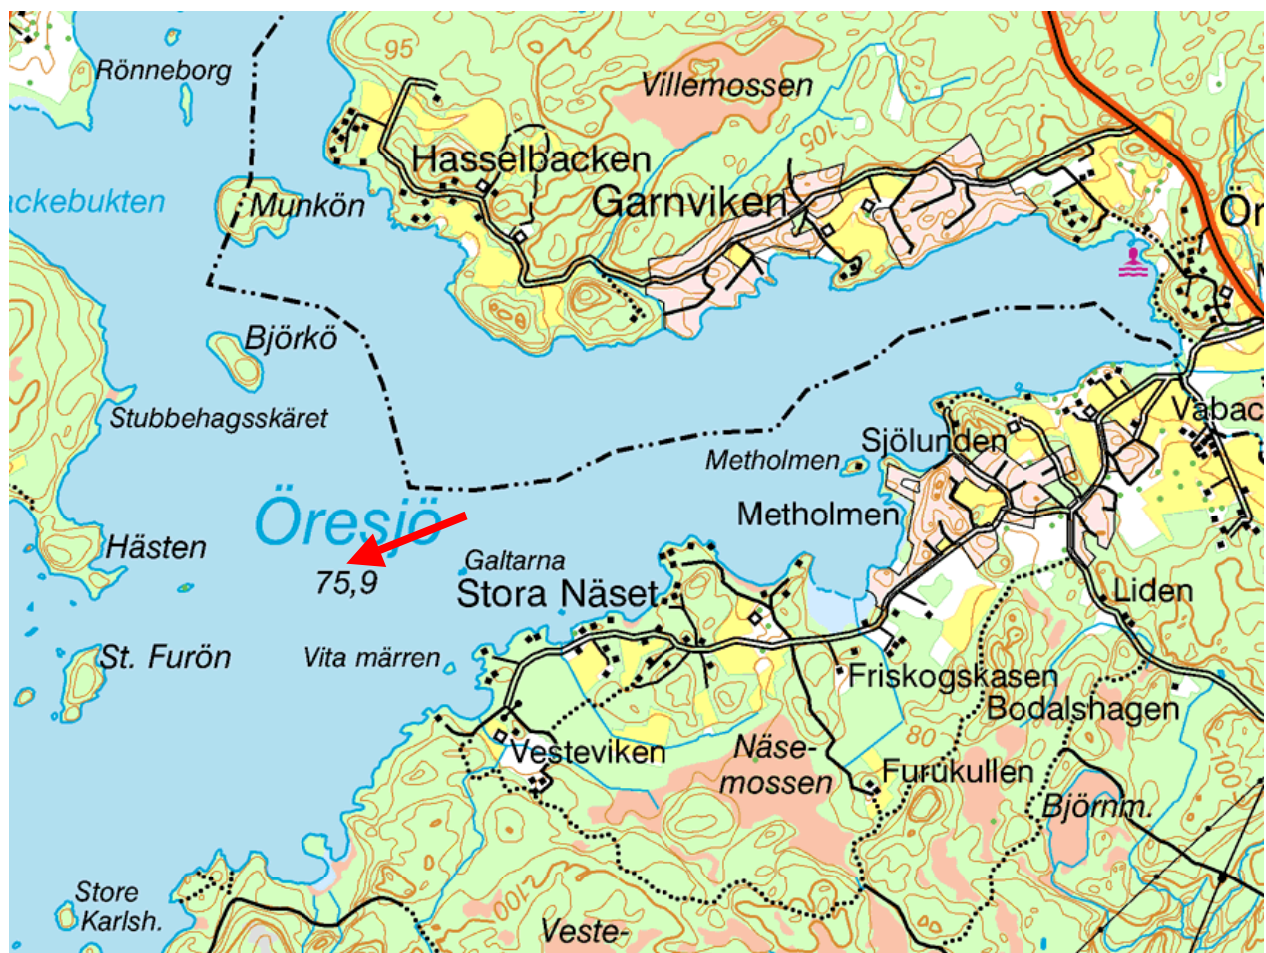 95
Rönneborg
Villemossen
105
Hasselbacken
ackebukten
Munkön
Garnviken
Ör
Björkö
Stubbehagsskäret
Vabac
Sjölunden
Metholmen
Öresjö
Metholmen
Hästen
Galtarna
75,9
Stora Näset
Liden
St. Furön
Vita märren
Friskogskasen
Bodalshagen
80
Vesteviken
Näse-
mossen
Furukullen
Björnm.
100
Store
Karlsh.
100
Veste-